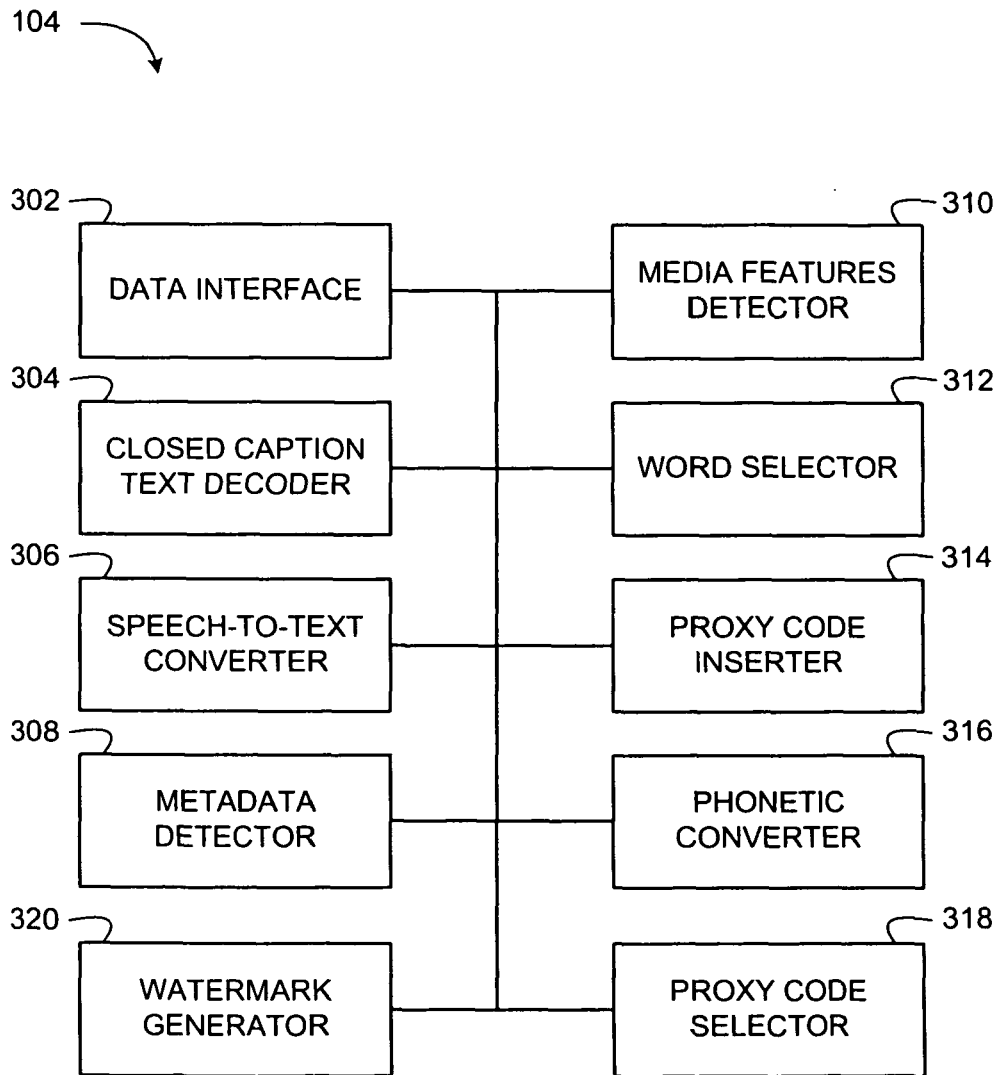 104
302
DATA INTERFACE
310
MEDIA FEATURES
DETECTOR
304
CLOSED CAPTION
TEXT DECODER
312
WORD SELECTOR
306
SPEECH-TO-TEXT
CONVERTER
314
PROXY CODE
INSERTER
308
METADATA
DETECTOR
316
PHONETIC
CONVERTER
320
WATERMARK
GENERATOR
318
PROXY CODE
SELECTOR